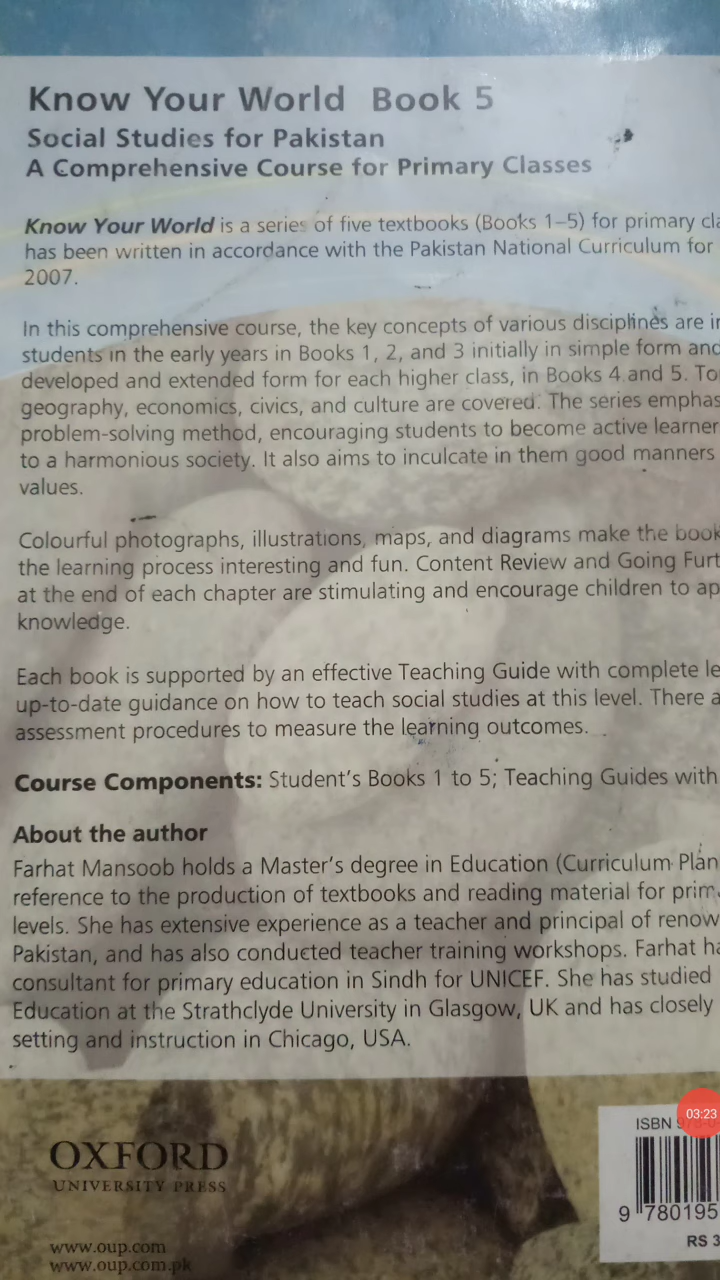 Know Your World Book 5
Social Studies for Pakistan
A Comprehensive Course for Primary Classes
Know Your World is a series of five textbooks (Books 1–5) for primary cla
has been written in accordance with the Pakistan National Curriculum for
2007.
In this comprehensive course, the key concepts of various disciplines are in
students in the early years in Books 1, 2, and 3 initially in simple form and
developed and extended form for each higher class, in Books 4 and 5. To
geography, economics, civics, and culture are covered. The series emphas
problem-solving method, encouraging students to become active learner
to a harmonious society. It also aims to inculcate in them good manners
values.
Colourful photographs, illustrations, maps, and diagrams make the book
the learning process interesting and fun. Content Review and Going Furt
at the end of each chapter are stimulating and encourage children to ap
knowledge.
Each book is supported by an effective Teaching Guide with complete le
up-to-date guidance on how to teach social studies at this level. There a
assessment procedures to measure the learning outcomes.
Course Components: Student's Books 1 to 5; Teaching Guides with
About the author
Farhat Mansoob holds a Master's degree in Education (Curriculum Plan
reference to the production of textbooks and reading material for prim
levels. She has extensive experience as a teacher and principal of renow
Pakistan, and has also conducted teacher training workshops. Farhat ha
consultant for primary education in Sindh for UNICEF. She has studied
Education at the Strathclyde University in Glasgow, UK and has closely
setting and instruction in Chicago, USA.
03:23
ISBN
OXFORD
UNIVERSITY PRESS
9 780195
RS 3
www.oup.com
www.oup.com.pk